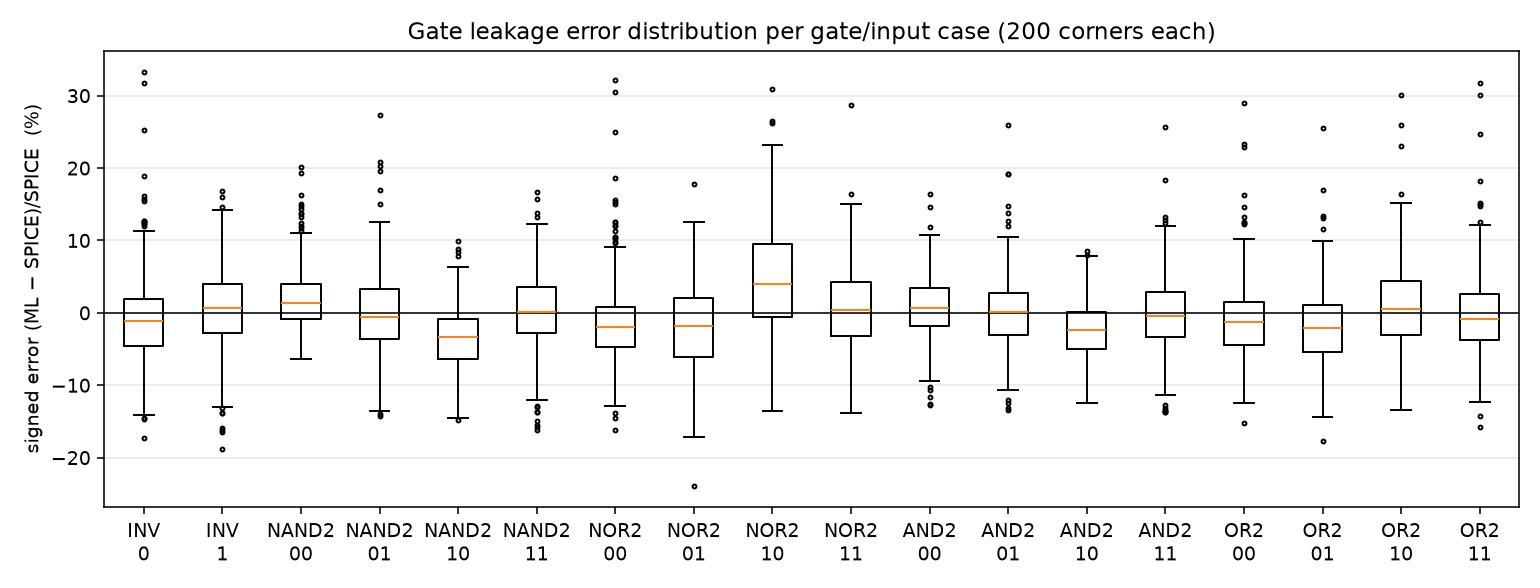 Gate leakage error distribution per gate/input case (200 corners each)
signed error (ML − SPICE)/SPICE (%)
30
20
10
0
−10
−20
INV NAND2 NAND2 NAND2 NAND2 NOR2 NOR2 NOR2 NOR2 AND2 AND2 AND2 AND2 OR2 OR2 OR2 OR2
0 1 00 01 10 11 00 01 10 11 00 01 10 11 00 01 10 11